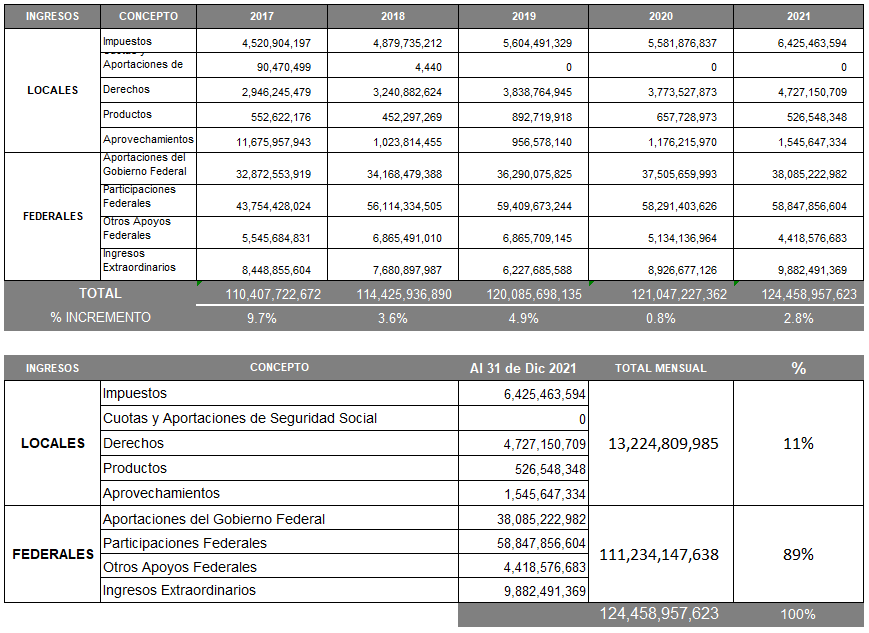 INGRESOS CONCEPTO 2017 2018 2019 2020 2021
LOCALES
Impuestos 4,520,904,197 4,879,735,212 5,604,491,329 5,581,876,837 6,425,463,594
Aportaciones de 90,470,499 4,440 0 0 0
Derechos 2,946,245,479 3,240,882,624 3,838,764,945 3,773,527,873 4,727,150,709
Productos 552,622,176 452,297,269 892,719,918 657,728,973 526,548,348
Aprovechamientos 11,675,957,943 1,023,814,455 956,578,140 1,176,215,970 1,545,647,334
FEDERALES
Aportaciones del
Gobierno Federal 32,872,553,919 34,168,479,388 36,290,075,825 37,505,659,993 38,085,222,982
Participaciones
Federales 43,754,428,024 56,114,334,505 59,409,673,244 58,291,403,626 58,847,856,604
Otros Apoyos
Federales 5,545,684,831 6,865,491,010 6,865,709,145 5,134,136,964 4,418,576,683
Ingresos
Extraordinarios 8,448,855,604 7,680,897,987 6,227,685,588 8,926,677,126 9,882,491,369
TOTAL 110,407,722,672 114,425,936,890 120,085,698,135 121,047,227,362 124,458,957,623
% INCREMENTO 9.7% 3.6% 4.9% 0.8% 2.8%
INGRESOS CONCEPTO Al 31 de Dic 2021 TOTAL MENSUAL %
LOCALES
Impuestos 6,425,463,594
Cuotas y Aportaciones de Seguridad Social 0
Derechos 4,727,150,709 13,224,809,985 11%
Productos 526,548,348
Aprovechamientos 1,545,647,334
FEDERALES
Aportaciones del Gobierno Federal 38,085,222,982
Participaciones Federales 58,847,856,604
111,234,147,638 89%
Otros Apoyos Federales 4,418,576,683
Ingresos Extraordinarios 9,882,491,369
124,458,957,623 100%